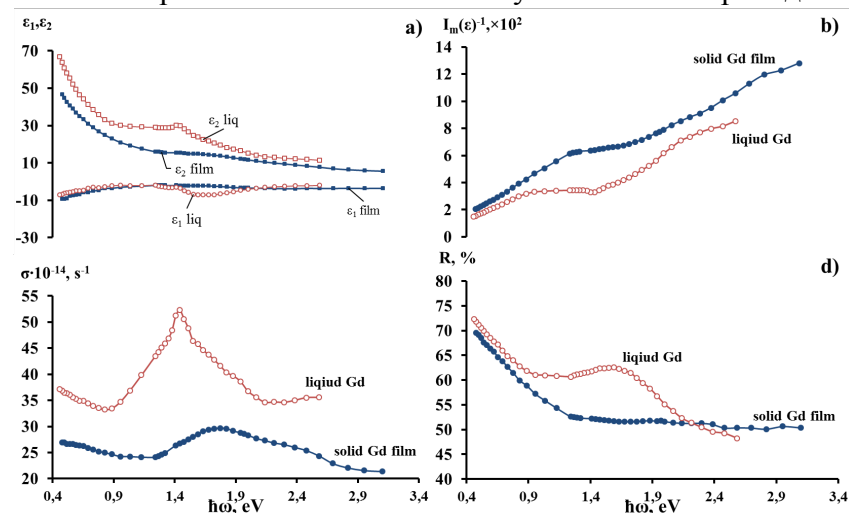 ε₁,ε₂
a)
70
50
30
10
-10
-30
ε₂ liq
ε₂ film
ε₁ liq
ε₁ film
Iₘ(ε)⁻¹,×10²
b)
14
12
10
8
6
4
2
0
solid Gd film
liqiud Gd
σ·10⁻¹⁴, s⁻¹
55
50
45
40
35
30
25
20
liqiud Gd
solid Gd film
0,4 0,9 1,4 1,9 2,4 2,9 3,4
ħω, eV
R, %
d)
80
75
70
65
60
55
50
45
40
liqiud Gd
solid Gd film
0,4 0,9 1,4 1,9 2,4 2,9 3,4
ħω, eV